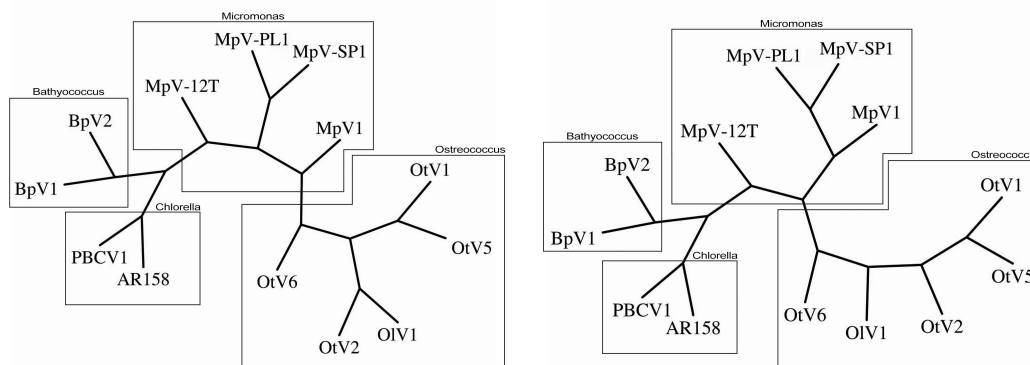 Micromonas
MpV-PL1
MpV-SP1
MpV-12T
Bathyococcus
BpV2
MpV1
Ostreococcus
BpV1
OtV1
Chlorella
PBCV1
AR158
OtV5
OtV6
OtV2
OlV1
Micromonas
MpV-PL1
MpV-SP1
MpV1
MpV-12T
Bathyococcus
BpV2
Ostreococc
OtV1
BpV1
Chlorella
PBCV1
AR158
OtV5
OtV6
OlV1
OtV2